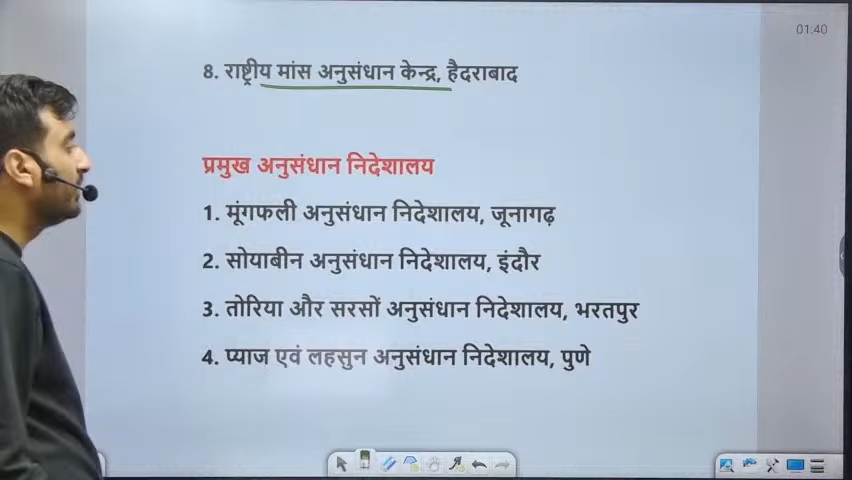 01:40
8. राष्ट्रीय मांस अनुसंधान केन्द्र, हैदराबाद
प्रमुख अनुसंधान निदेशालय
1. मूंगफली अनुसंधान निदेशालय, जूनागढ़
2. सोयाबीन अनुसंधान निदेशालय, इंदौर
3. तोरिया और सरसों अनुसंधान निदेशालय, भरतपुर
4. प्याज एवं लहसुन अनुसंधान निदेशालय, पुणे